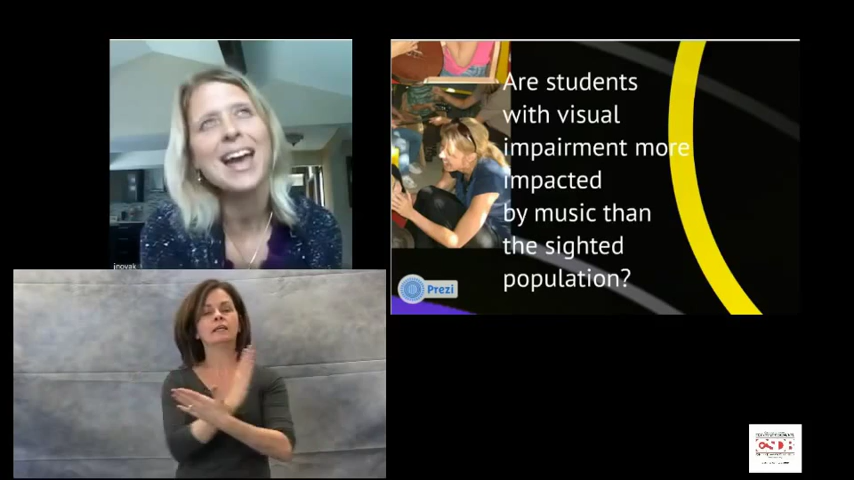 Are students
with visual
impairment more
impacted
by music than
the sighted
population?
Prezi
jnovak